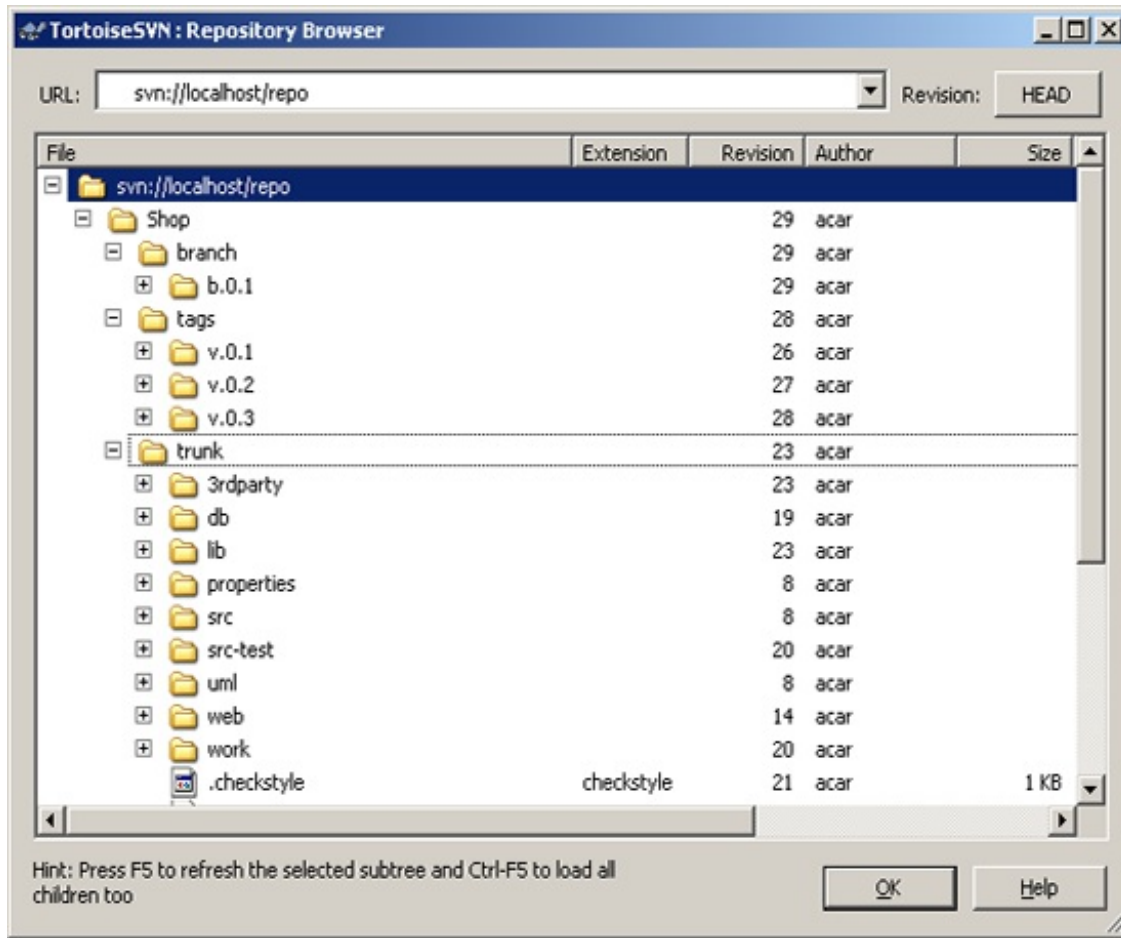 TortoiseSVN : Repository Browser
URL: svn://localhost/repo Revision: HEAD
File Extension Revision Author Size
svn://localhost/repo
Shop 29 acar
branch 29 acar
b.0.1 29 acar
tags 28 acar
v.0.1 26 acar
v.0.2 27 acar
v.0.3 28 acar
trunk 23 acar
3rdparty 23 acar
db 19 acar
lib 23 acar
properties 8 acar
src 8 acar
src-test 20 acar
uml 8 acar
web 14 acar
work 20 acar
.checkstyle checkstyle 21 acar 1 KB
Hint: Press F5 to refresh the selected subtree and Ctrl-F5 to load all
children too
OK Help